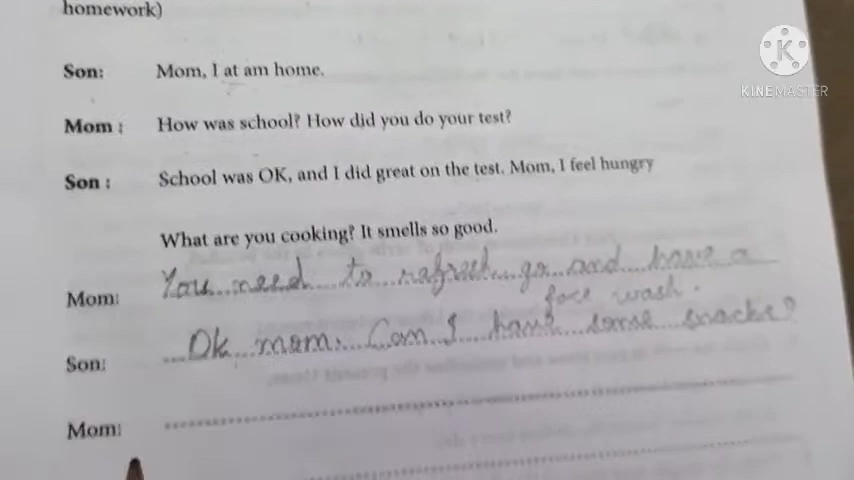 homework)
Son: Mom, I at am home.
Mom : How was school? How did you do your test?
Son : School was OK, and I did great on the test. Mom, I feel hungry
What are you cooking? It smells so good.
Mom: You need to refresh go and have a
face wash.
Son: Ok mom. Can I have some snacks?
Mom:
KINEMASTER